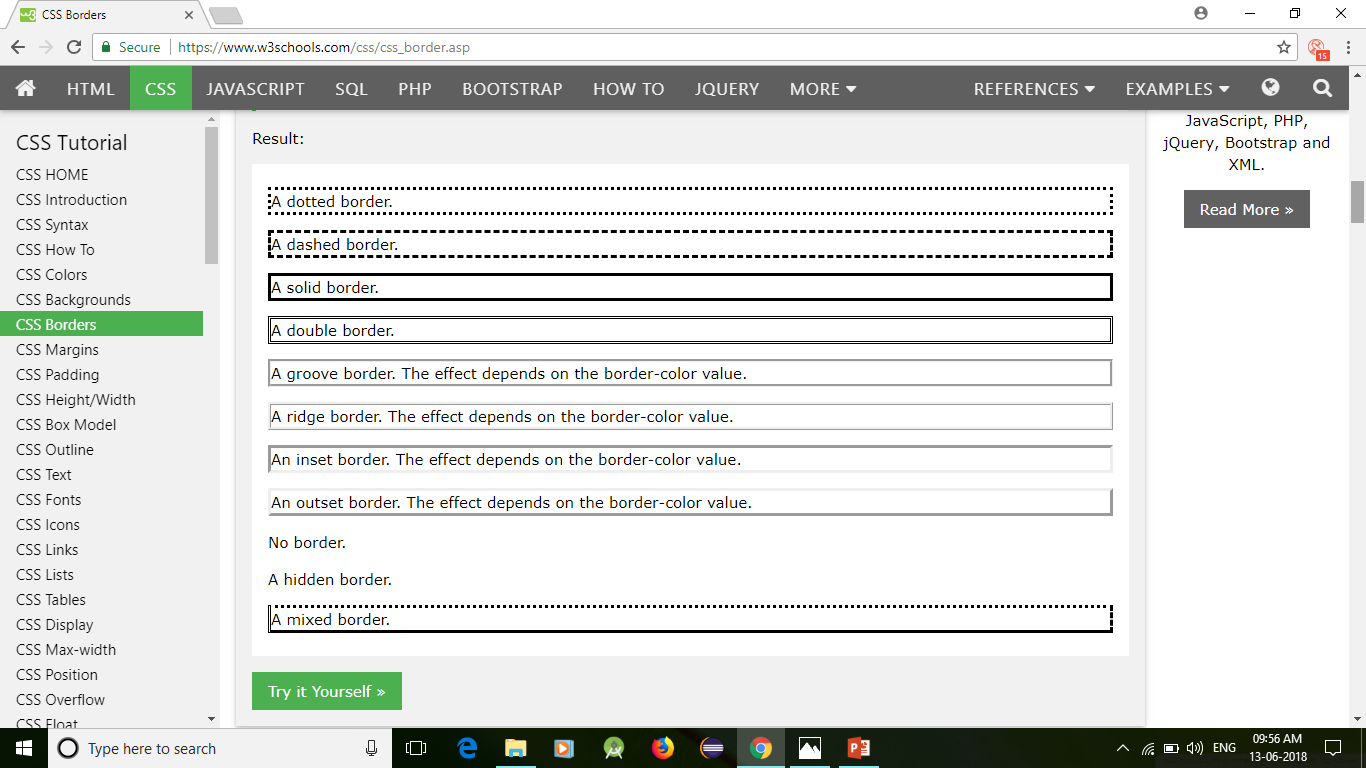 CSS Borders
Secure https://www.w3schools.com/css/css_border.asp
15
HTML CSS JAVASCRIPT SQL PHP BOOTSTRAP HOW TO JQUERY MORE REFERENCES EXAMPLES
CSS Tutorial
CSS HOME
CSS Introduction
CSS Syntax
CSS How To
CSS Colors
CSS Backgrounds
CSS Borders
CSS Margins
CSS Padding
CSS Height/Width
CSS Box Model
CSS Outline
CSS Text
CSS Fonts
CSS Icons
CSS Links
CSS Lists
CSS Tables
CSS Display
CSS Max-width
CSS Position
CSS Overflow
CSS Float
Result:
A dotted border.
A dashed border.
A solid border.
A double border.
A groove border. The effect depends on the border-color value.
A ridge border. The effect depends on the border-color value.
An inset border. The effect depends on the border-color value.
An outset border. The effect depends on the border-color value.
No border.
A hidden border.
A mixed border.
Try it Yourself »
JavaScript, PHP,
jQuery, Bootstrap and
XML.
Read More »
Type here to search
ENG
09:56 AM
13-06-2018